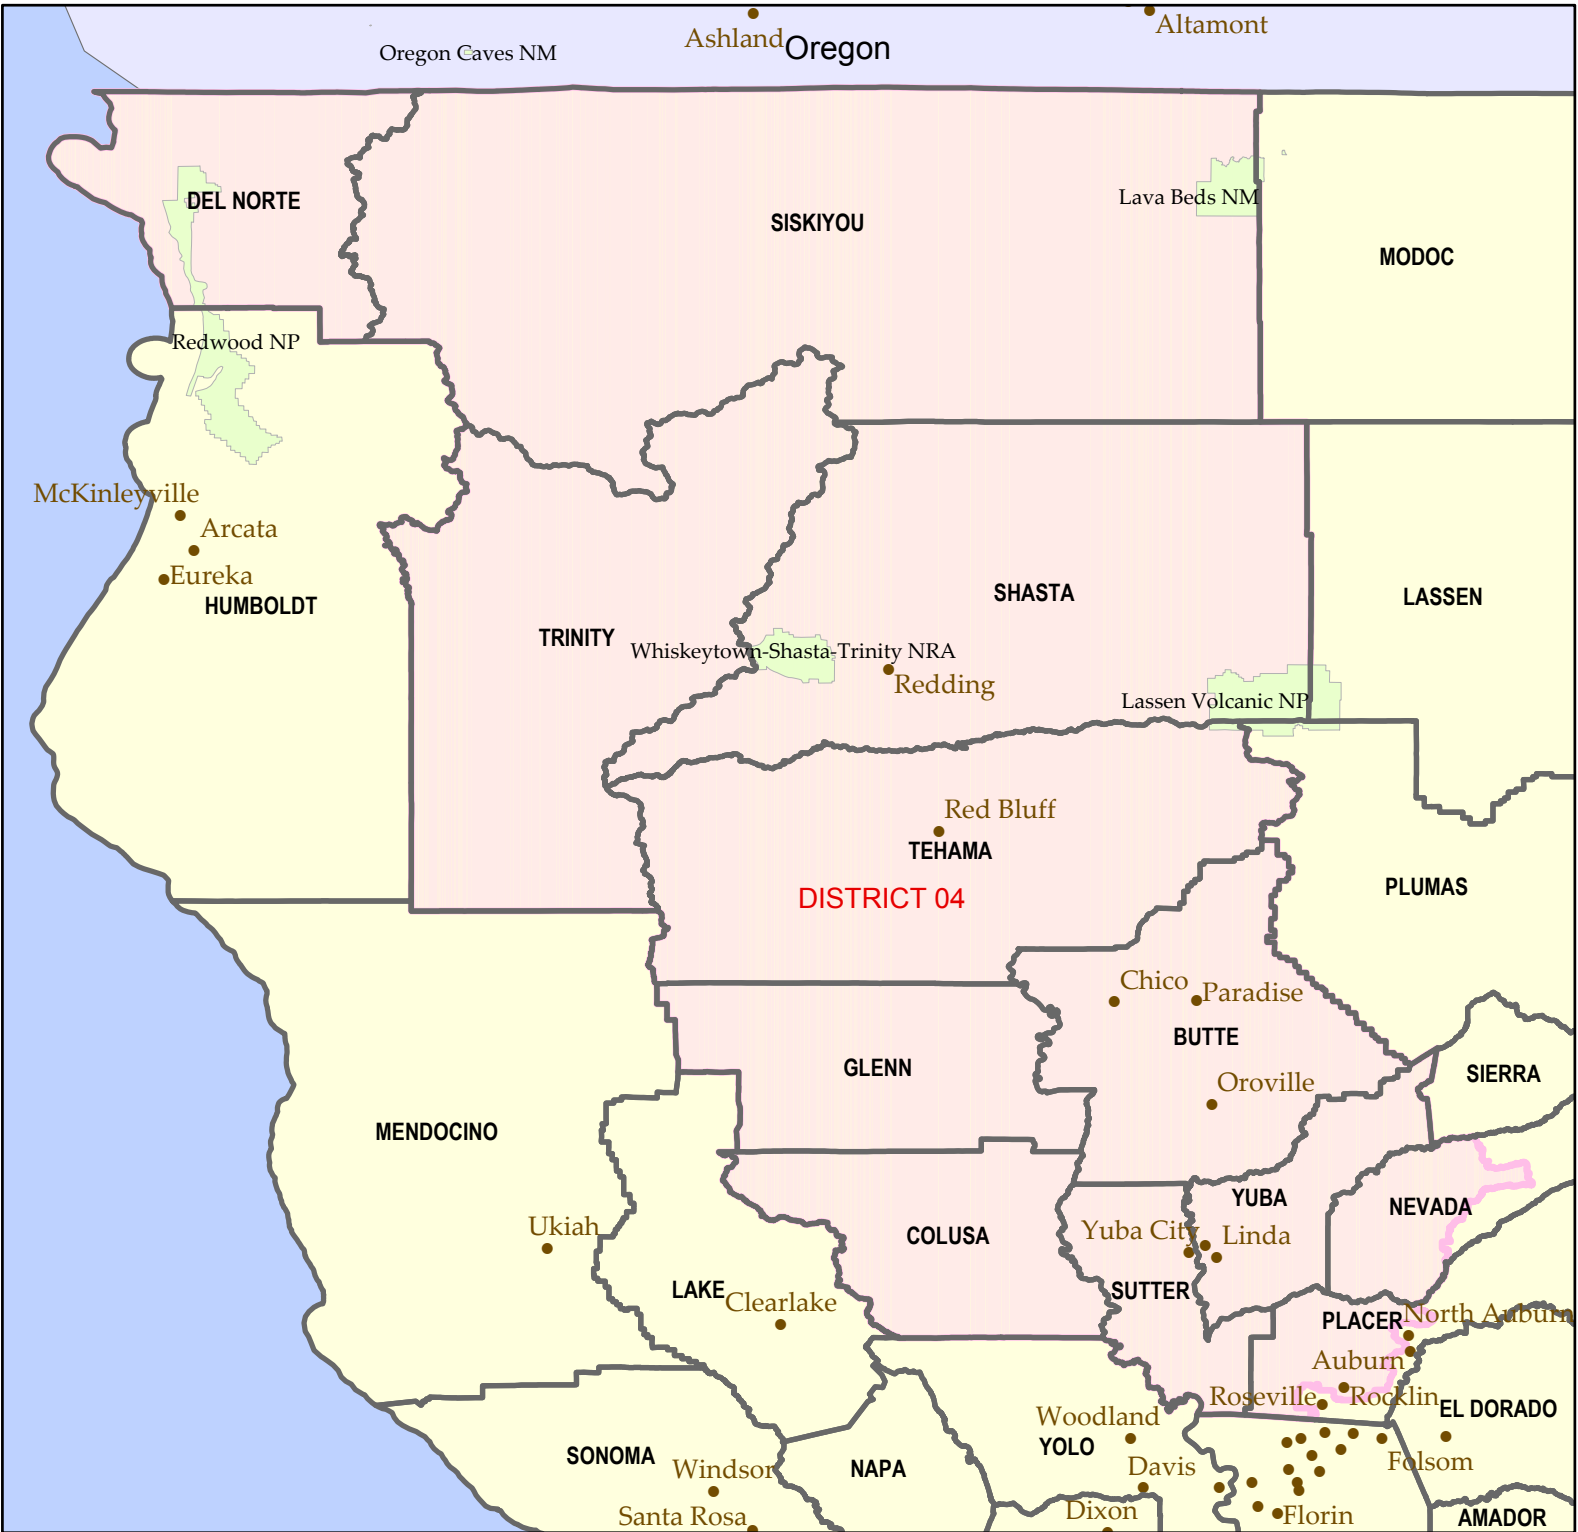 Ashland
Oregon
Altamont
Oregon Caves NM
DEL NORTE
SISKIYOU
Lava Beds NM
MODOC
Redwood NP
McKinleyville
Arcata
Eureka
HUMBOLDT
TRINITY
SHASTA
LASSEN
Whiskeytown-Shasta-Trinity NRA
Redding
Lassen Volcanic NP
Red Bluff
TEHAMA
DISTRICT 04
PLUMAS
Chico
Paradise
BUTTE
GLENN
SIERRA
Oroville
MENDOCINO
YUBA
NEVADA
Ukiah
COLUSA
Yuba City
Linda
LAKE
Clearlake
SUTTER
PLACER
North Auburn
Auburn
Roseville
Rocklin
EL DORADO
Woodland
YOLO
SONOMA
Windsor
NAPA
Davis
Folsom
Santa Rosa
Dixon
Florin
AMADOR